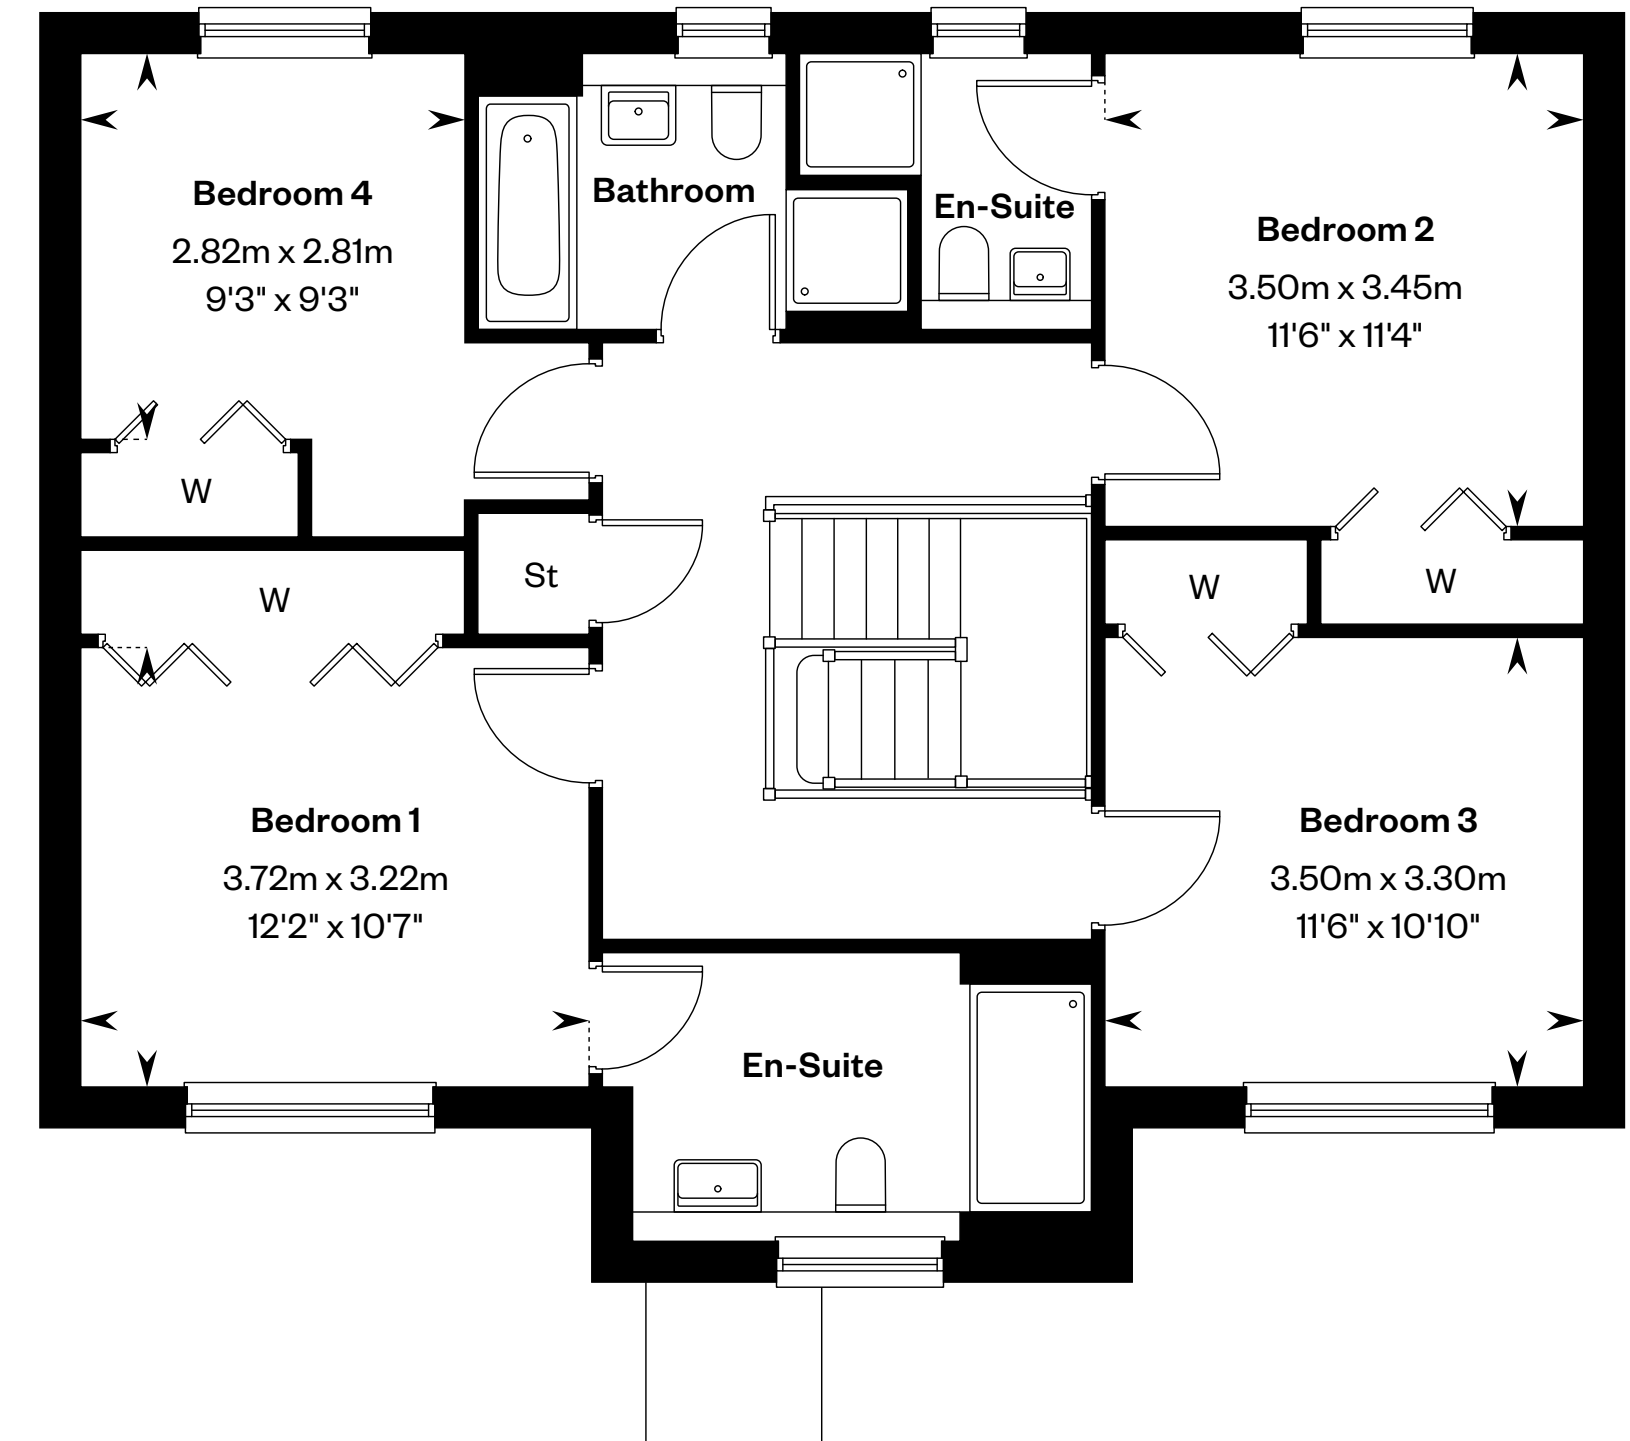 Bedroom 4
2.82m x 2.81m
9'3" x 9'3"
Bathroom
En-Suite
Bedroom 2
3.50m x 3.45m
11'6" x 11'4"
W
W
St
W
W
Bedroom 1
3.72m x 3.22m
12'2" x 10'7"
Bedroom 3
3.50m x 3.30m
11'6" x 10'10"
En-Suite